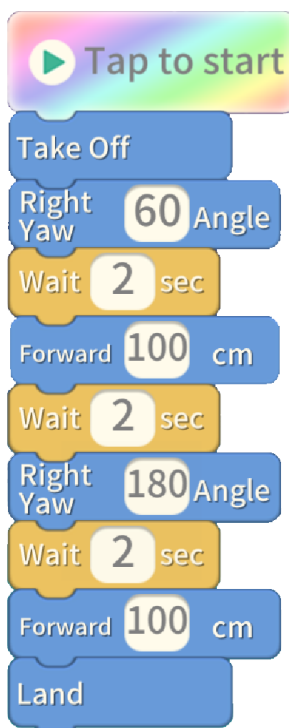 Tap to start
Take Off
Right Yaw 60 Angle
Wait 2 sec
Forward 100 cm
Wait 2 sec
Right Yaw 180 Angle
Wait 2 sec
Forward 100 cm
Land